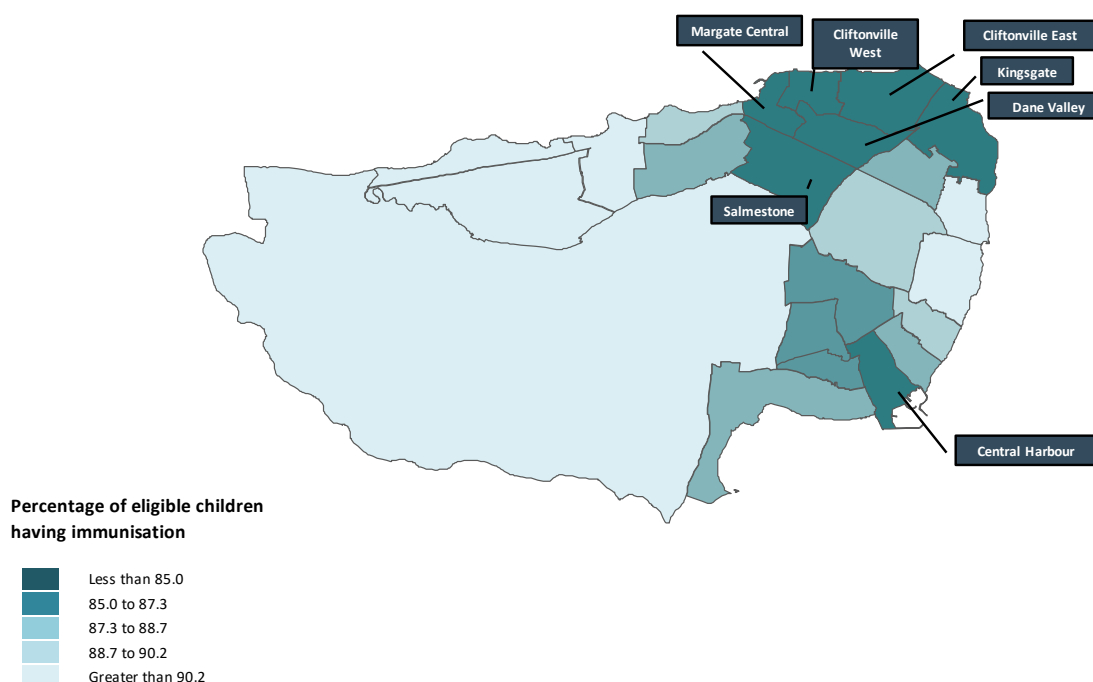 Margate Central
Cliftonville
West
Cliftonville East
Kingsgate
Dane Valley
Salmestone
Central Harbour
Percentage of eligible children
having immunisation
Less than 85.0
85.0 to 87.3
87.3 to 88.7
88.7 to 90.2
Greater than 90.2